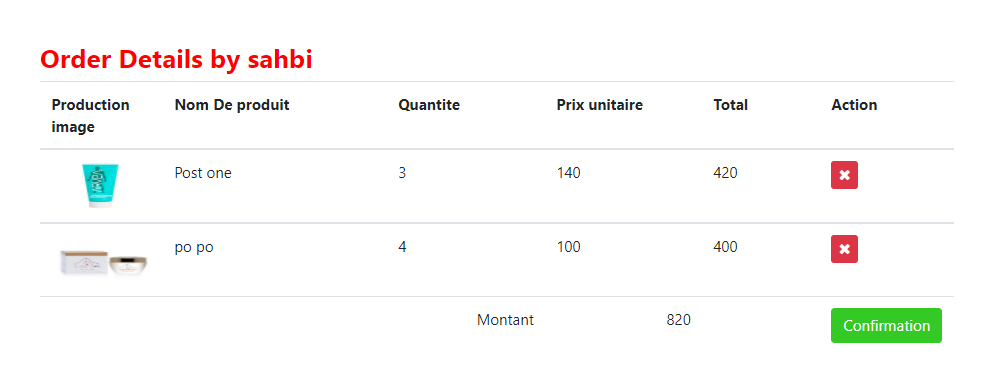 Order Details by sahbi
Production image Nom De produit Quantite Prix unitaire Total Action
Post one 3 140 420
po po 4 100 400
Montant 820 Confirmation